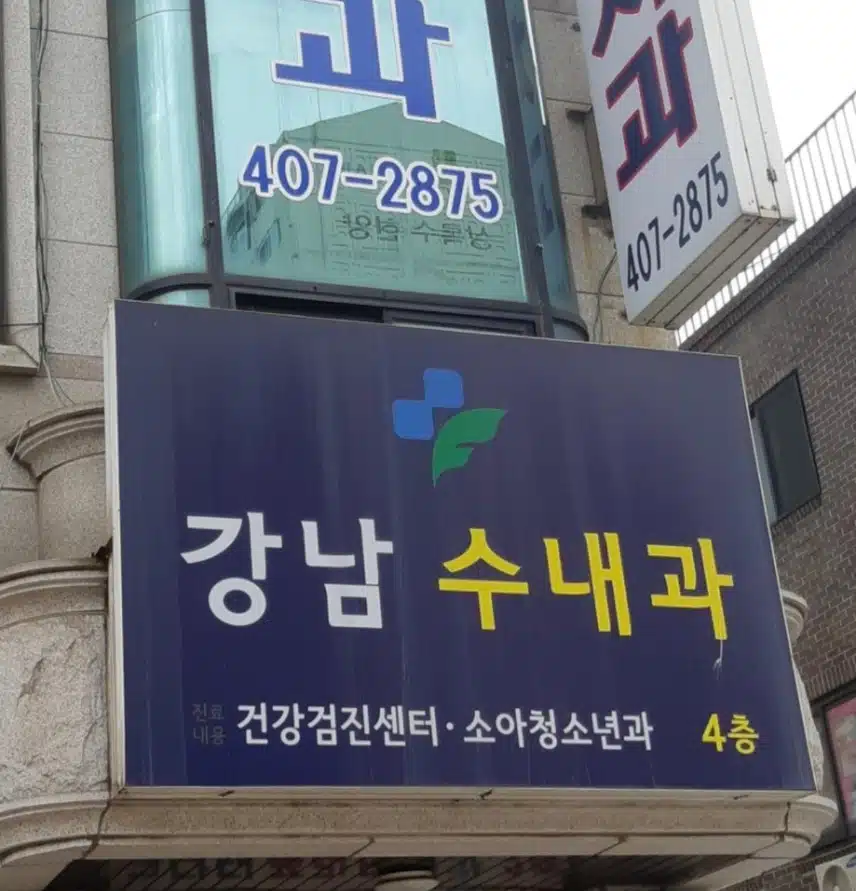 과
407-2875
과
407-2875
강남 수내과
진료
내용
건강검진센터·소아청소년과 4층